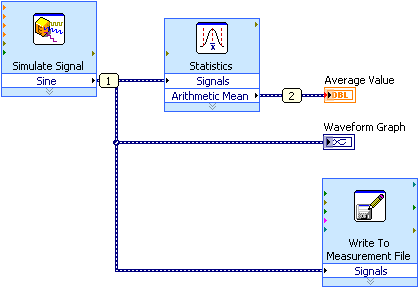 Simulate Signal
Sine
1
Statistics
x̄
Signals
Arithmetic Mean
2
Average Value
DBL
Waveform Graph
Write To
Measurement File
Signals